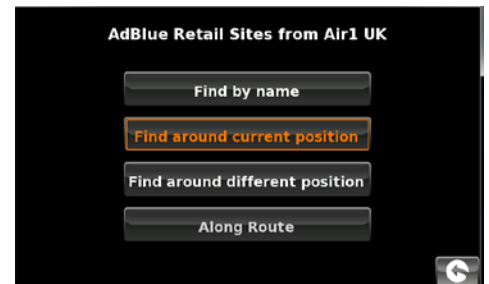 AdBlue Retail Sites from Air1 UK
Find by name
Find around current position
Find around different position
Along Route